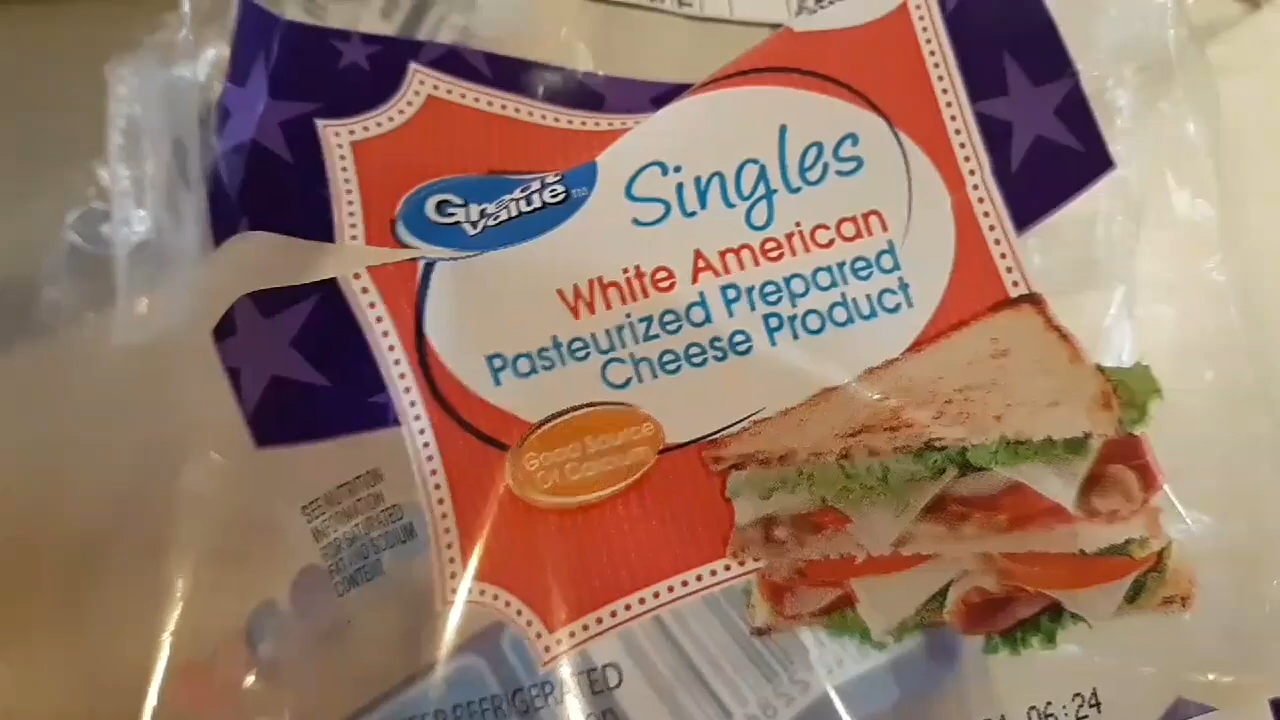 Great
Value™
Singles
White American
Pasteurized Prepared
Cheese Product
Good Source
Of Calcium
SEE NUTRITION
INFORMATION
FOR SATURATED
FAT AND SODIUM
CONTENT
REFRIGERATED
06:24